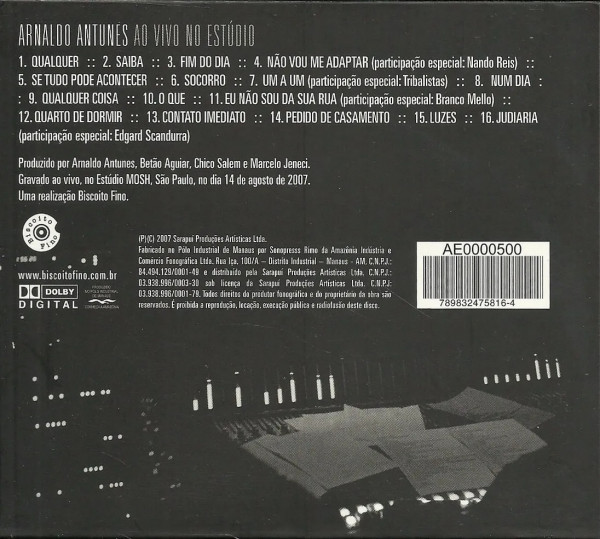 ARNALDO ANTUNES AO VIVO NO ESTÚDIO
1. QUALQUER :: 2. SAIBA :: 3. FIM DO DIA :: 4. NÃO VOU ME ADAPTAR (participação especial: Nando Reis) ::
5. SE TUDO PODE ACONTECER :: 6. SOCORRO :: 7. UM A UM (participação especial: Tribalistas) :: 8. NUM DIA :
: 9. QUALQUER COISA :: 10. O QUE :: 11. EU NÃO SOU DA SUA RUA (participação especial: Branco Mello) ::
12. QUARTO DE DORMIR :: 13. CONTATO IMEDIATO :: 14. PEDIDO DE CASAMENTO :: 15. LUZES :: 16. JUDIARIA
(participação especial: Edgard Scandurra)
Produzido por Arnaldo Antunes, Betão Aguiar, Chico Salem e Marcelo Jeneci.
Gravado ao vivo, no Estúdio MOSH, São Paulo, no dia 14 de agosto de 2007.
Uma realização Biscoito Fino.
Biscoito Fino
www.biscoitofino.com.br
DOLBY
DIGITAL
(P)(C) 2007 Sarapuí Produções Artísticas Ltda.
Fabricado no Pólo Industrial de Manaus por Sonopress Rimo da Amazônia Indústria e
Comércio Fonográfica Ltda. Rua Iça, 100/A – Distrito Industrial – Manaus - AM, C.N.P.J.:
84.494.129/0001-49 e distribuído pela Sarapuí Produções Artísticas Ltda. C.N.P.J.:
03.938.996/0003-30 sob licença da Sarapuí Produções Artísticas Ltda. C.N.P.J.:
03.938.996/0001-78. Todos direitos do produtor fonográfico e do proprietário da obra são
reservados. É proibida a reprodução, locação, execução pública e radiofusão deste disco.
AE0000500
789832475816-4